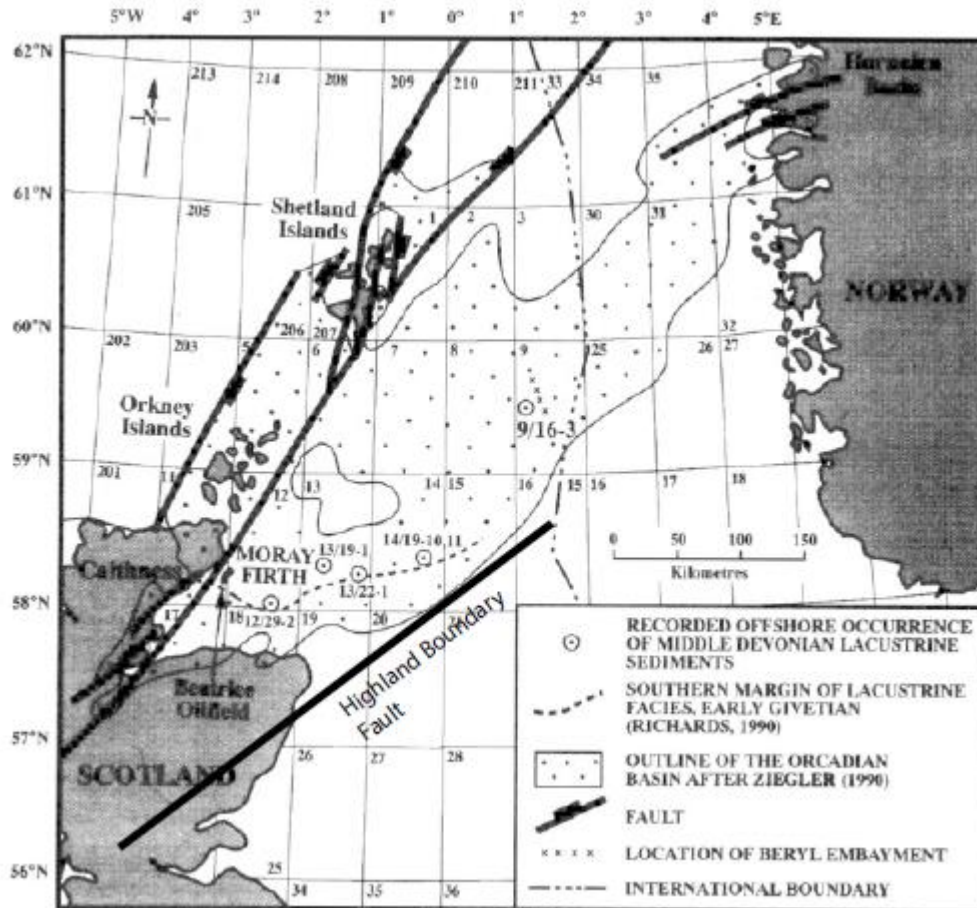 5°W 4° 3° 2° 1° 0° 1° 2° 3° 4° 5°E
62°N
213 214 208 209 210 211 33 34 35
Hornelen
Basin
N
61°N
205
Shetland
Islands
1 2 3 30 31
60°N
202 203 5 206 207 6 7 8 9 25 26 27 32
NORWAY
Orkney
Islands
9/16-3
59°N
201 11 12 13 14 15 16 15 16 17 18
MORAY
FIRTH
13/19-1
14/19-10,11
13/22-1
12/29-2
Caithness
58°N
17 18 19 20
0 50 100 150
Kilometres
Beatrice
Oilfield
Highland Boundary
Fault
57°N
SCOTLAND
26 27 28
56°N
25
34 35 36
RECORDED OFFSHORE OCCURRENCE
OF MIDDLE DEVONIAN LACUSTRINE
SEDIMENTS
SOUTHERN MARGIN OF LACUSTRINE
FACIES, EARLY GIVETIAN
(RICHARDS, 1990)
OUTLINE OF THE ORCADIAN
BASIN AFTER ZIEGLER (1990)
FAULT
LOCATION OF BERYL EMBAYMENT
INTERNATIONAL BOUNDARY